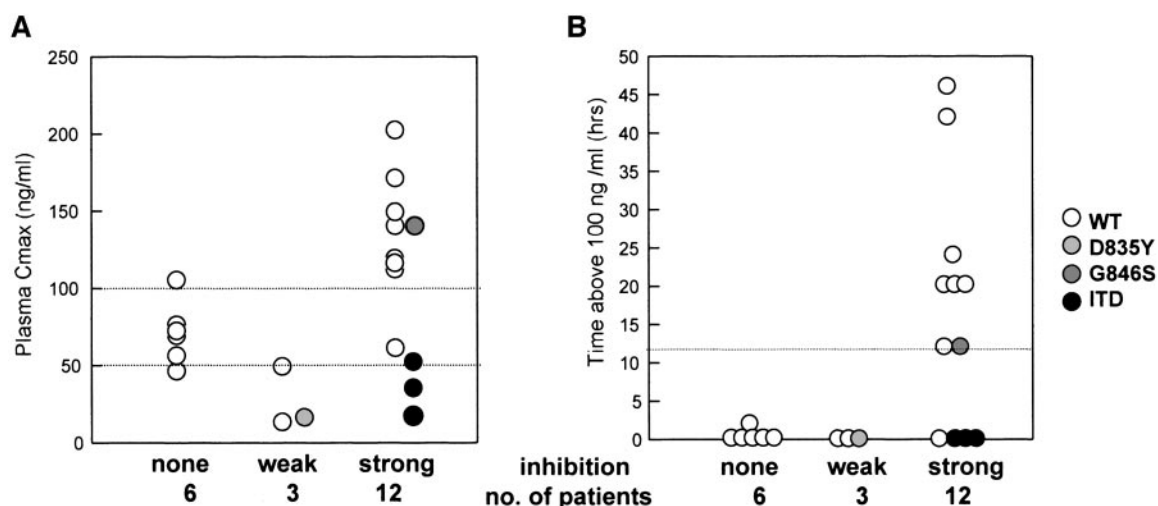 A
B
250
200
150
100
50
0
Plasma Cmax (ng/ml)
none weak strong
6 3 12
inhibition
no. of patients
50
45
40
35
30
25
20
15
10
5
0
Time above 100 ng /ml (hrs)
none weak strong
6 3 12
WT
D835Y
G846S
ITD